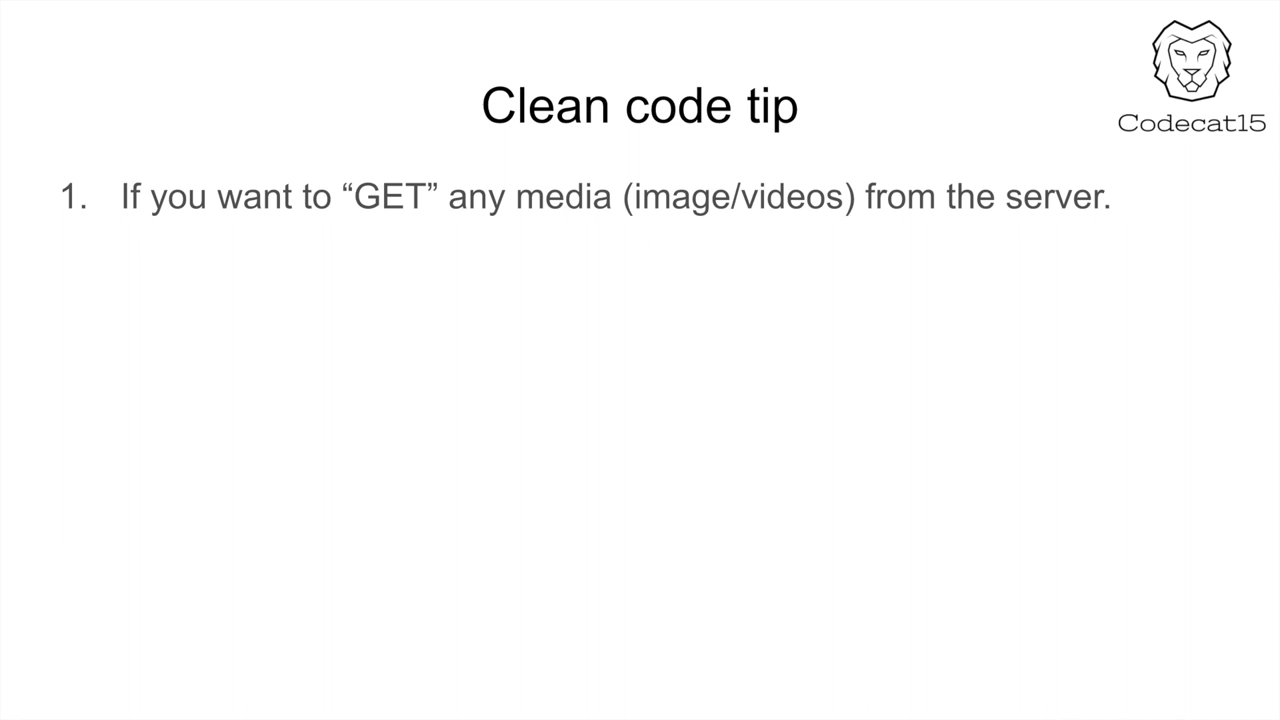 Codecat15
Clean code tip
1. If you want to “GET” any media (image/videos) from the server.